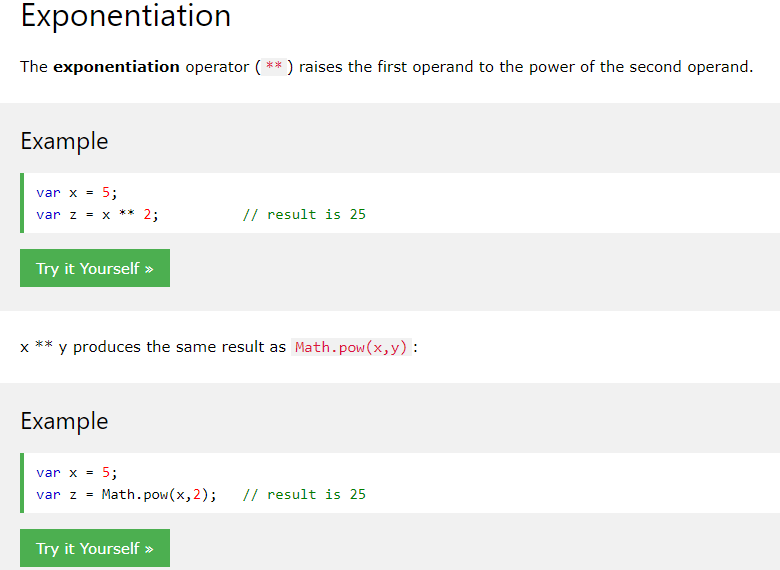 Exponentiation
The exponentiation operator ( ** ) raises the first operand to the power of the second operand.
Example
var x = 5;
var z = x ** 2;          // result is 25
Try it Yourself »
x ** y produces the same result as Math.pow(x,y) :
Example
var x = 5;
var z = Math.pow(x,2);   // result is 25
Try it Yourself »